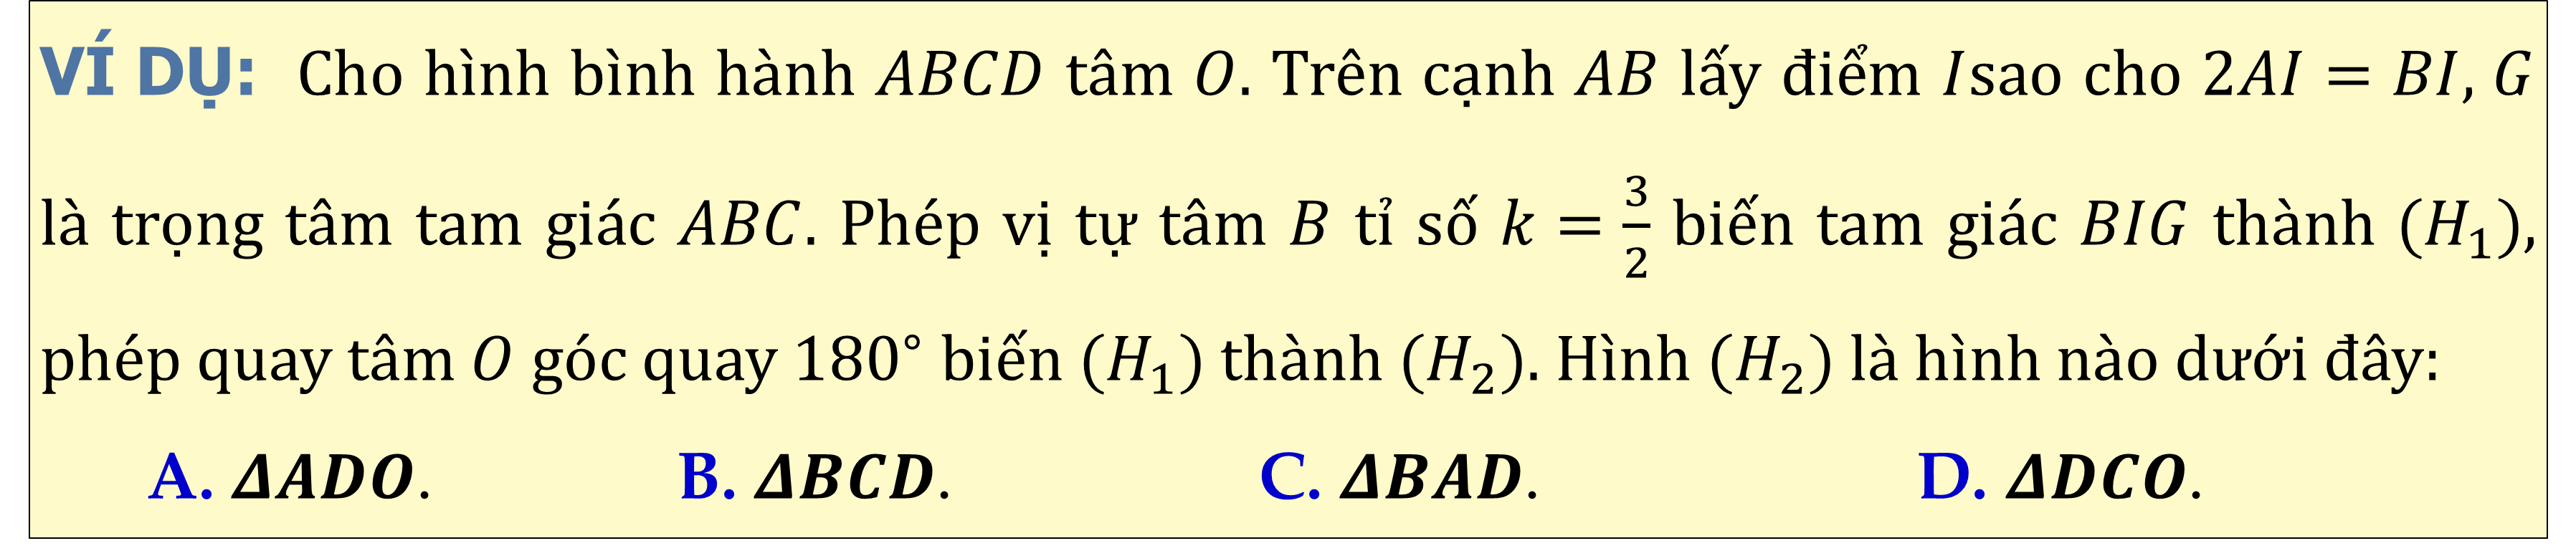 VÍ DỤ: Cho hình bình hành ABCD tâm O. Trên cạnh AB lấy điểm I sao cho 2AI = BI, G
là trọng tâm tam giác ABC. Phép vị tự tâm B tỉ số k = 3/2 biến tam giác BIG thành (H₁),
phép quay tâm O góc quay 180° biến (H₁) thành (H₂). Hình (H₂) là hình nào dưới đây:
A. ΔADO. B. ΔBCD. C. ΔBAD. D. ΔDCO.